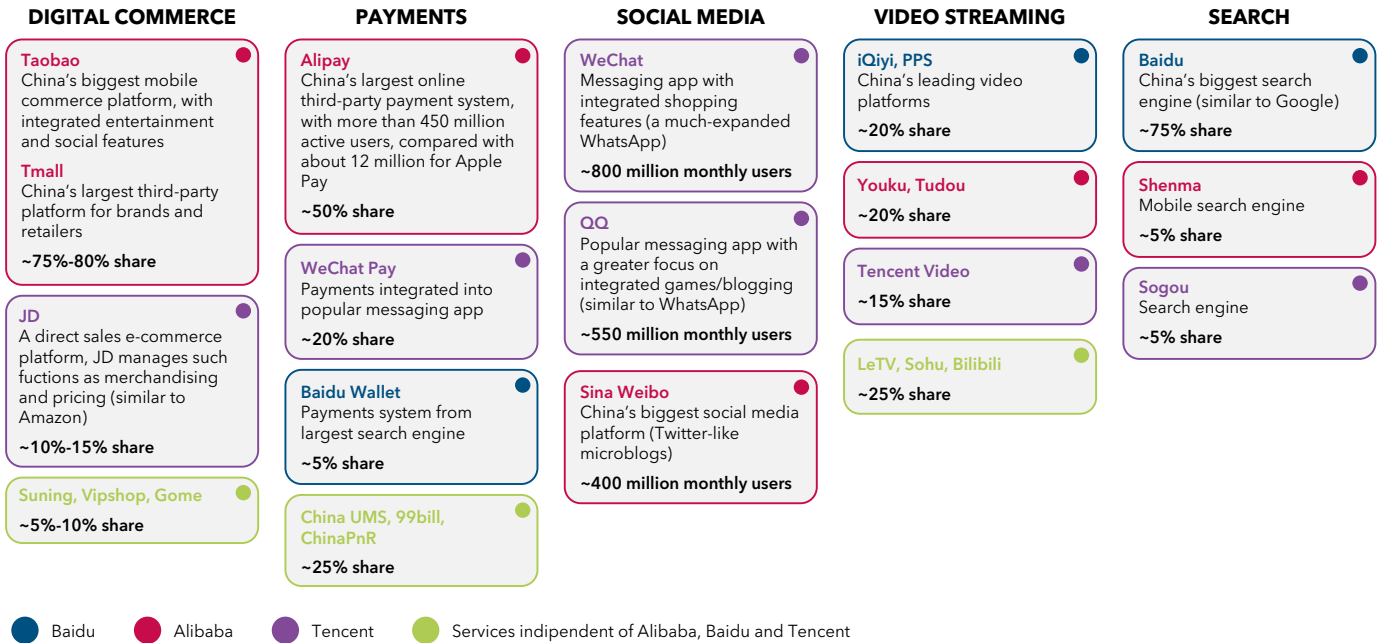 DIGITAL COMMERCE
Taobao
China's biggest mobile
commerce platform, with
integrated entertainment
and social features
Tmall
China's largest third-party
platform for brands and
retailers
~75%-80% share
JD
A direct sales e-commerce
platform, JD manages such
fuctions as merchandising
and pricing (similar to
Amazon)
~10%-15% share
Suning, Vipshop, Gome
~5%-10% share
PAYMENTS
Alipay
China's largest online
third-party payment system,
with more than 450 million
active users, compared with
about 12 million for Apple
Pay
~50% share
WeChat Pay
Payments integrated into
popular messaging app
~20% share
Baidu Wallet
Payments system from
largest search engine
~5% share
China UMS, 99bill,
ChinaPnR
~25% share
SOCIAL MEDIA
WeChat
Messaging app with
integrated shopping
features (a much-expanded
WhatsApp)
~800 million monthly users
QQ
Popular messaging app with
a greater focus on
integrated games/blogging
(similar to WhatsApp)
~550 million monthly users
Sina Weibo
China's biggest social media
platform (Twitter-like
microblogs)
~400 million monthly users
VIDEO STREAMING
iQiyi, PPS
China's leading video
platforms
~20% share
Youku, Tudou
~20% share
Tencent Video
~15% share
LeTV, Sohu, Bilibili
~25% share
SEARCH
Baidu
China's biggest search
engine (similar to Google)
~75% share
Shenma
Mobile search engine
~5% share
Sogou
Search engine
~5% share
Baidu
Alibaba
Tencent
Services indipendent of Alibaba, Baidu and Tencent